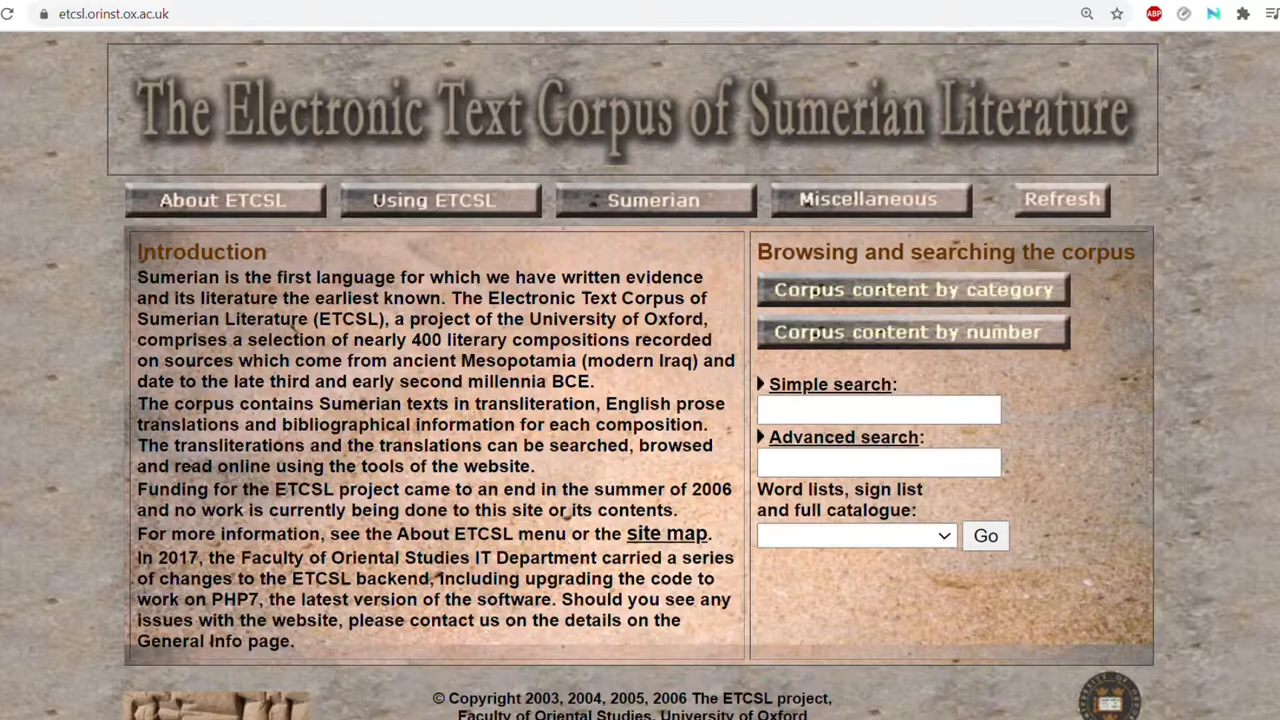 etcsl.orinst.ox.ac.uk
ABP
The Electronic Text Corpus of Sumerian Literature
About ETCSL
Using ETCSL
Sumerian
Miscellaneous
Refresh
Introduction
Sumerian is the first language for which we have written evidence
and its literature the earliest known. The Electronic Text Corpus of
Sumerian Literature (ETCSL), a project of the University of Oxford,
comprises a selection of nearly 400 literary compositions recorded
on sources which come from ancient Mesopotamia (modern Iraq) and
date to the late third and early second millennia BCE.
The corpus contains Sumerian texts in transliteration, English prose
translations and bibliographical information for each composition.
The transliterations and the translations can be searched, browsed
and read online using the tools of the website.
Funding for the ETCSL project came to an end in the summer of 2006
and no work is currently being done to this site or its contents.
For more information, see the About ETCSL menu or the site map.
In 2017, the Faculty of Oriental Studies IT Department carried a series
of changes to the ETCSL backend, including upgrading the code to
work on PHP7, the latest version of the software. Should you see any
issues with the website, please contact us on the details on the
General Info page.
Browsing and searching the corpus
Corpus content by category
Corpus content by number
Simple search:
Advanced search:
Word lists, sign list
and full catalogue:
Go
© Copyright 2003, 2004, 2005, 2006 The ETCSL project,
Faculty of Oriental Studies, University of Oxford